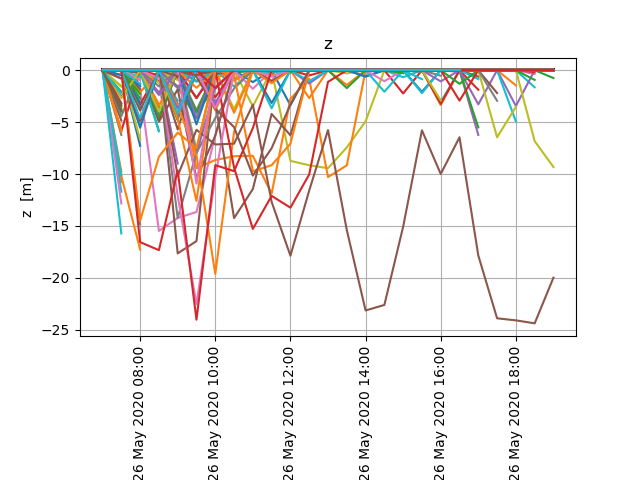 z
0
−5
−10
−15
−20
−25
z [m]
26 May 2020 08:00
26 May 2020 10:00
26 May 2020 12:00
26 May 2020 14:00
26 May 2020 16:00
26 May 2020 18:00